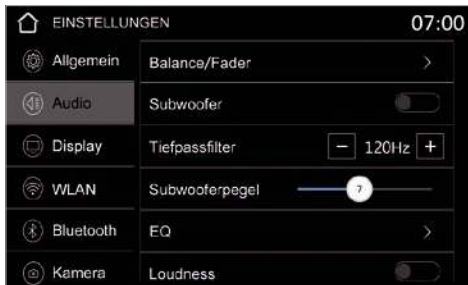 EINSTELLUNGEN 07:00
Allgemein
Audio
Display
WLAN
Bluetooth
Kamera
Balance/Fader >
Subwoofer
Tiefpassfilter − 120Hz +
Subwooferpegel 7
EQ >
Loudness